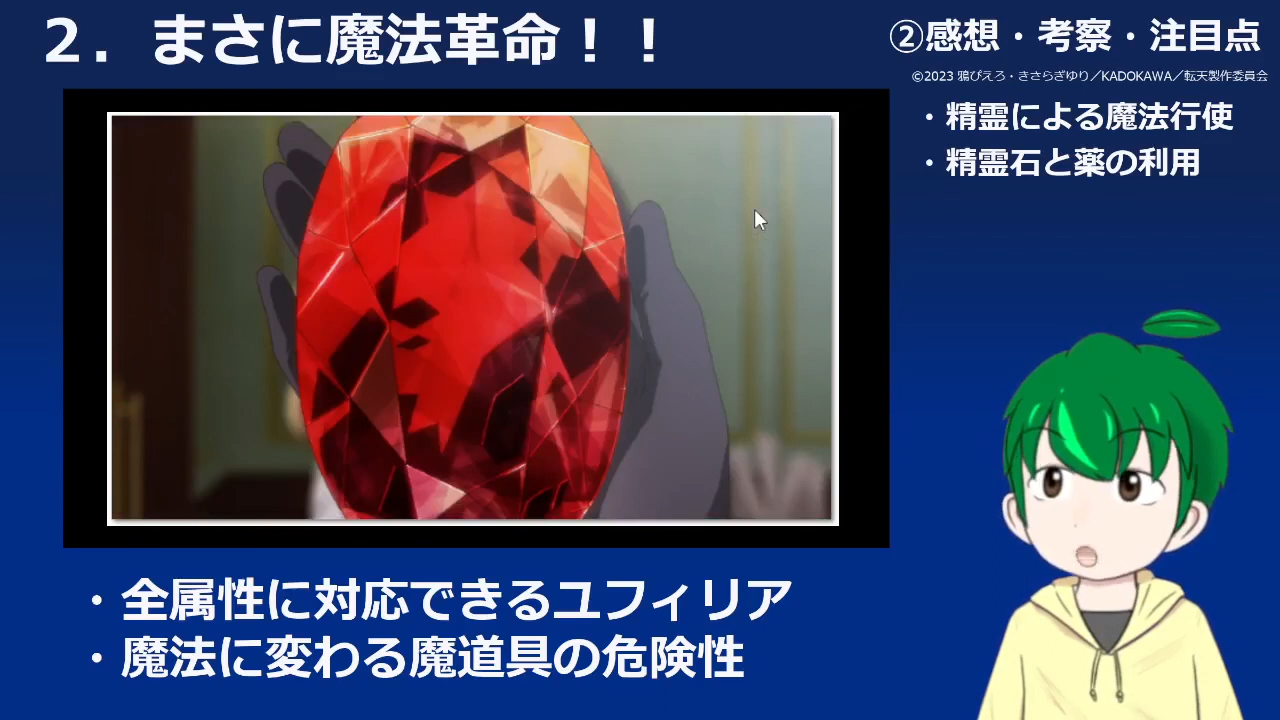 ２．まさに魔法革命！！
②感想・考察・注目点
©2023 鴉ぴえろ・きさらぎゆり／KADOKAWA／転天製作委員会
・精霊による魔法行使
・精霊石と薬の利用
・全属性に対応できるユフィリア
・魔法に変わる魔道具の危険性